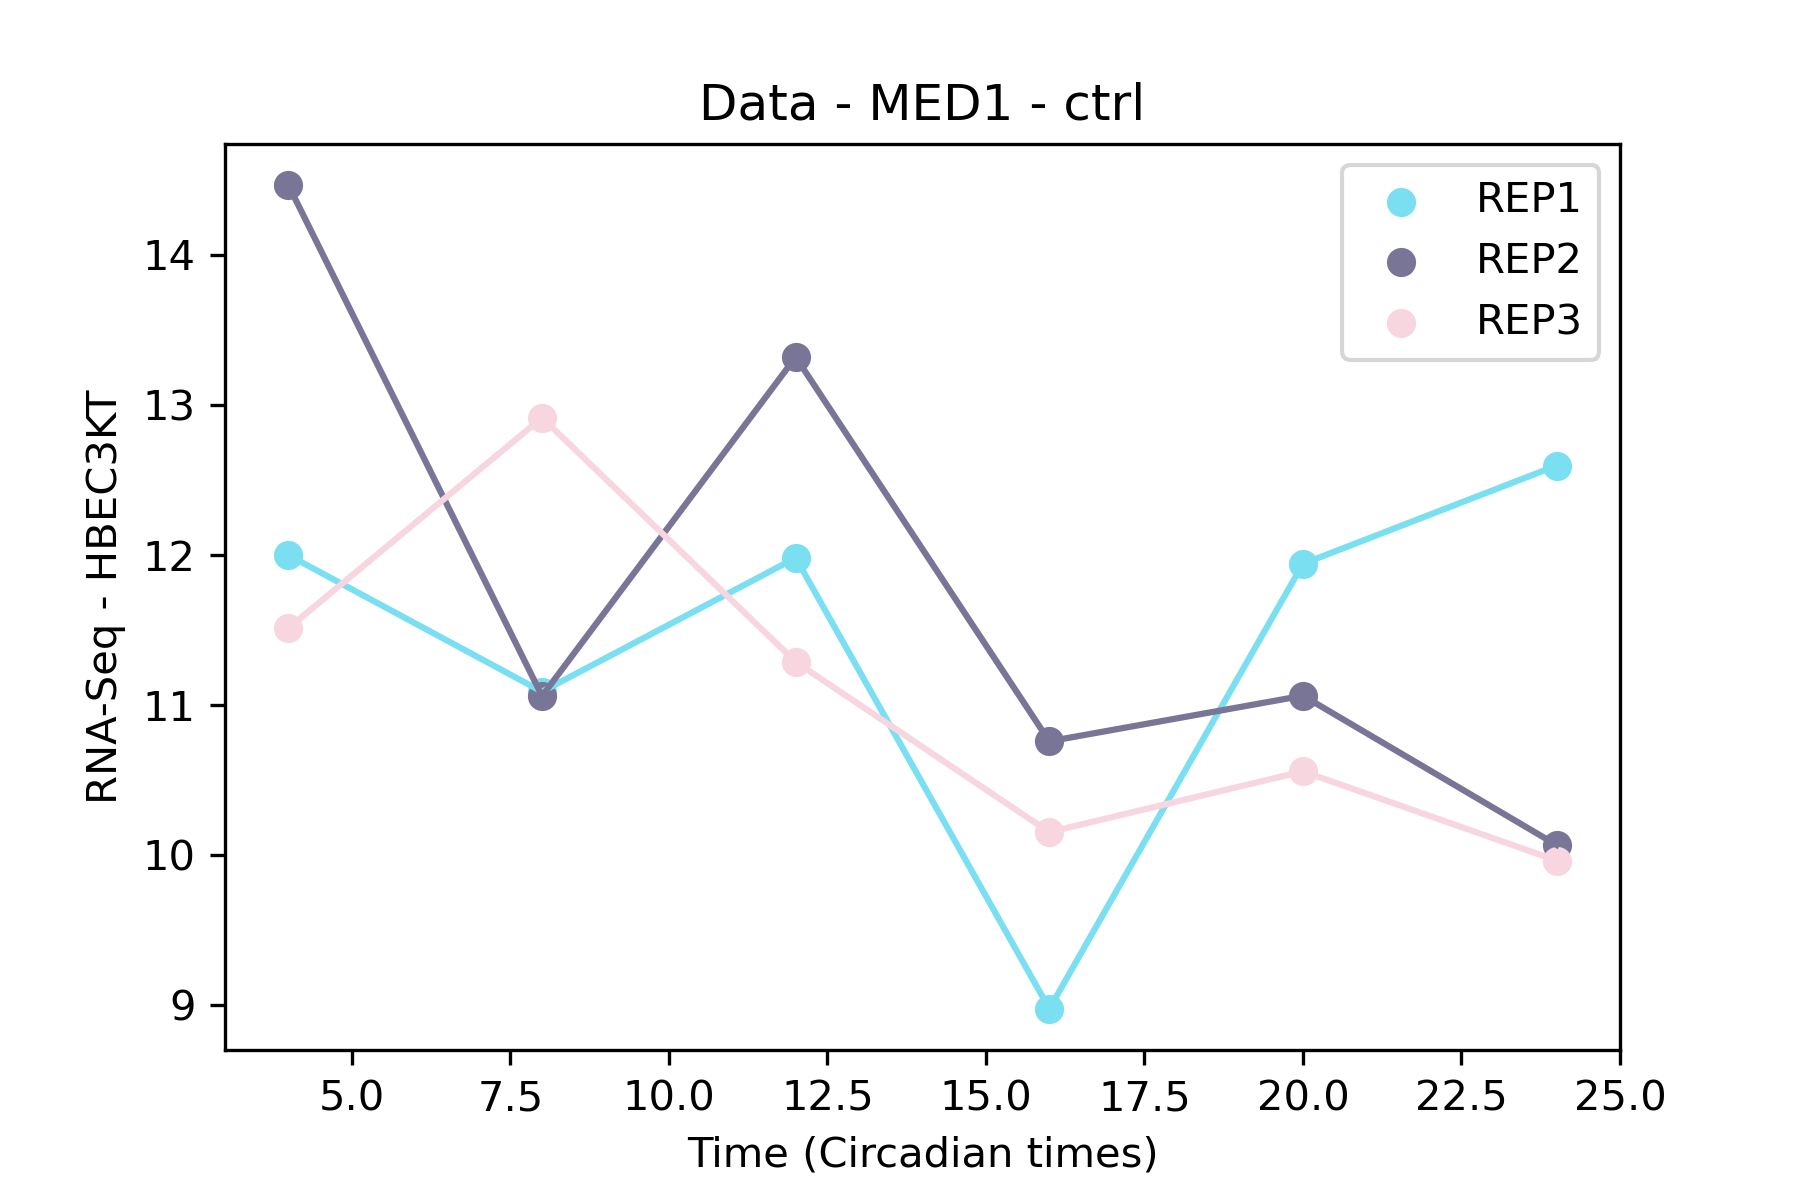 Data - MED1 - ctrl
REP1
REP2
REP3
RNA-Seq - HBEC3KT
14
13
12
11
10
9
5.0 7.5 10.0 12.5 15.0 17.5 20.0 22.5 25.0
Time (Circadian times)